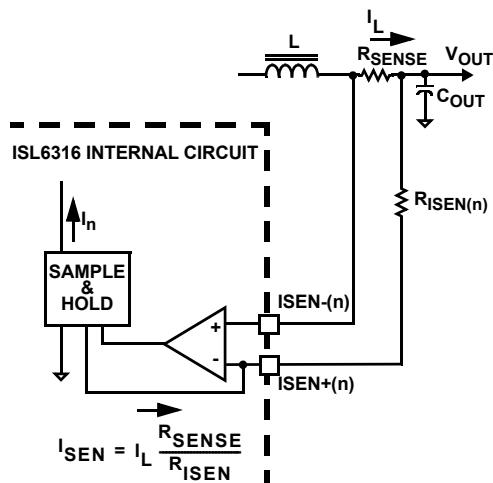 I_L
L
R_SENSE
V_OUT
C_OUT
ISL6316 INTERNAL CIRCUIT
R_ISEN(n)
I_n
SAMPLE
&
HOLD
ISEN-(n)
+
-
ISEN+(n)
I_SEN = I_L R_SENSE / R_ISEN